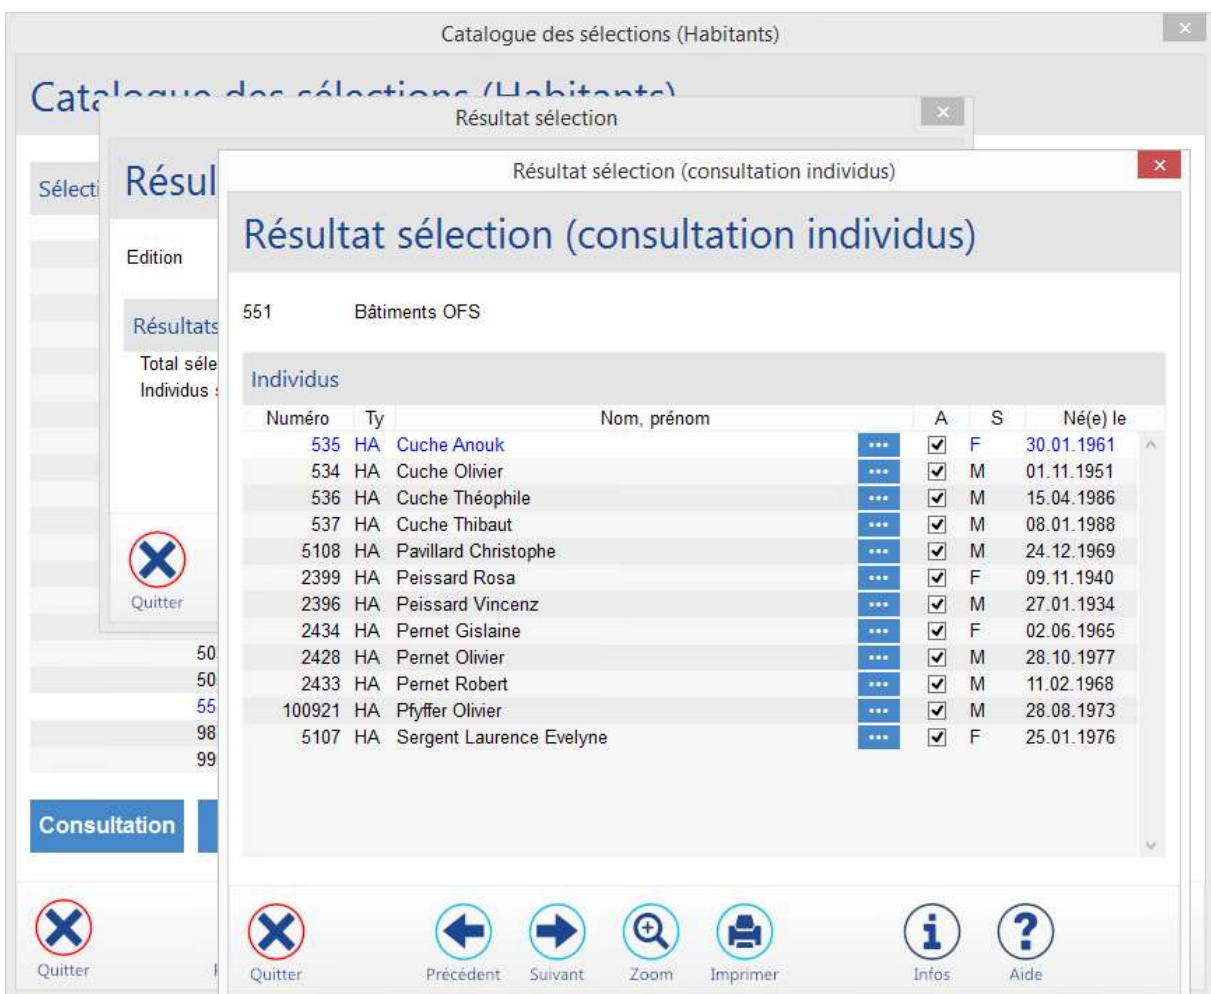 Catalogue des sélections (Habitants)
Catalogue des sélections (Habitants)
Résultat sélection
Résul
Résultat sélection (consultation individus)
Résultat sélection (consultation individus)
Sélecti
Edition
Résultats
Total séle
Individus s
551 Bâtiments OFS
Individus
Numéro Ty Nom, prénom A S Né(e) le
535 HA Cuche Anouk ... F 30.01.1961
534 HA Cuche Olivier ... M 01.11.1951
536 HA Cuche Théophile ... M 15.04.1986
537 HA Cuche Thibaut ... M 08.01.1988
5108 HA Pavillard Christophe ... M 24.12.1969
2399 HA Peissard Rosa ... F 09.11.1940
2396 HA Peissard Vincenz ... M 27.01.1934
2434 HA Pernet Gislaine ... F 02.06.1965
2428 HA Pernet Olivier ... M 28.10.1977
2433 HA Pernet Robert ... M 11.02.1968
100921 HA Pfyffer Olivier ... M 28.08.1973
5107 HA Sergent Laurence Evelyne ... F 25.01.1976
Quitter
50
50
55
98
99
Consultation
Quitter
Quitter Précédent Suivant Zoom Imprimer Infos Aide